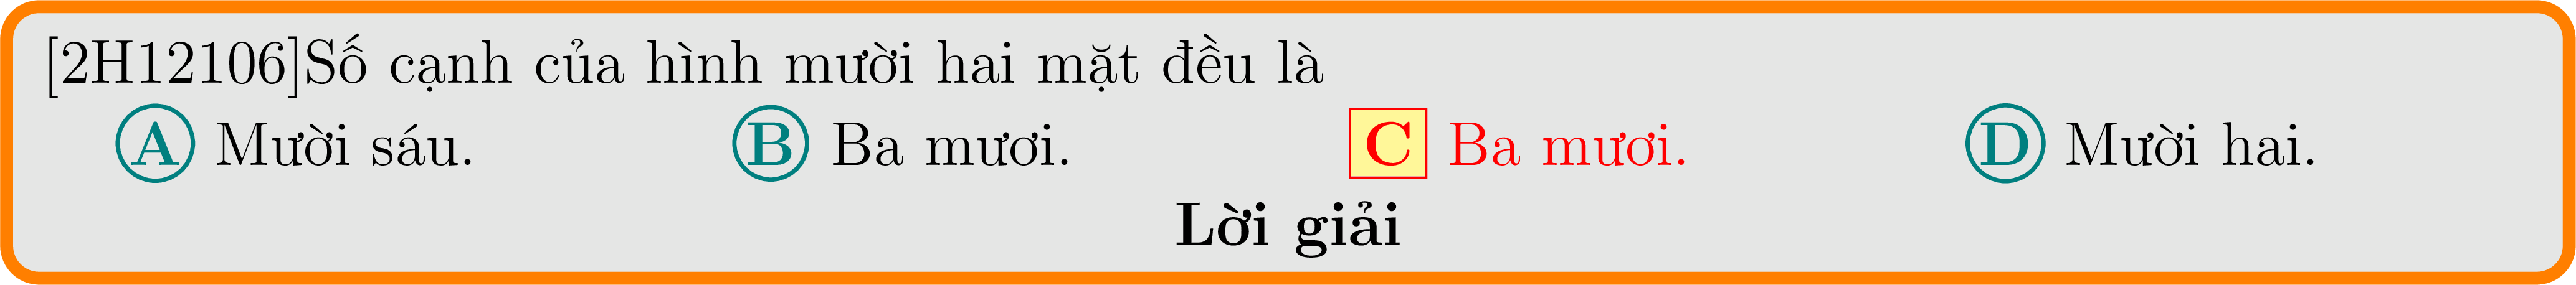 [2H12106]Số cạnh của hình mười hai mặt đều là
A Mười sáu. B Ba mươi. C Ba mươi. D Mười hai.
Lời giải